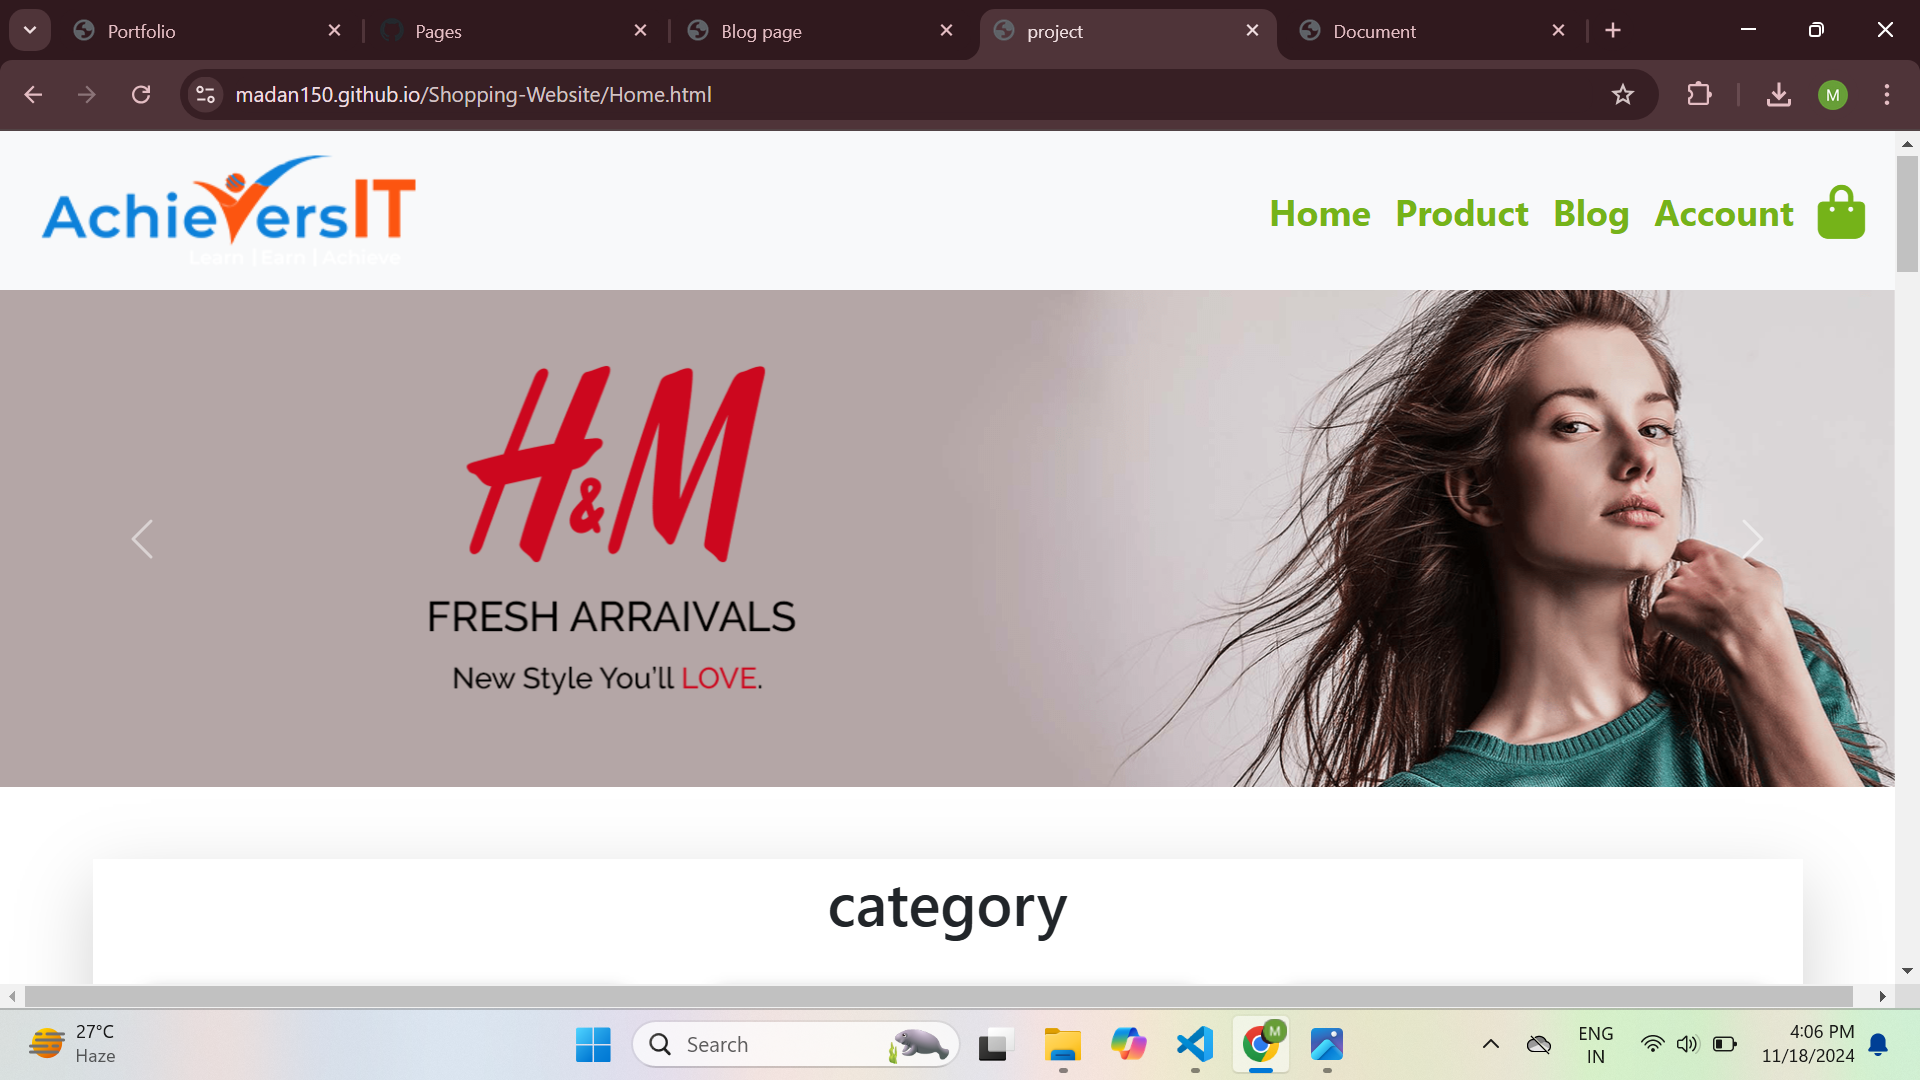 Portfolio
Pages
Blog page
project
Document
madan150.github.io/Shopping-Website/Home.html
M
AchieversIT
Learn | Earn | Achieve
Home Product Blog Account
H&M
FRESH ARRAIVALS
New Style You'll LOVE.
category
27°C
Haze
Search
M
ENG
IN
4:06 PM
11/18/2024